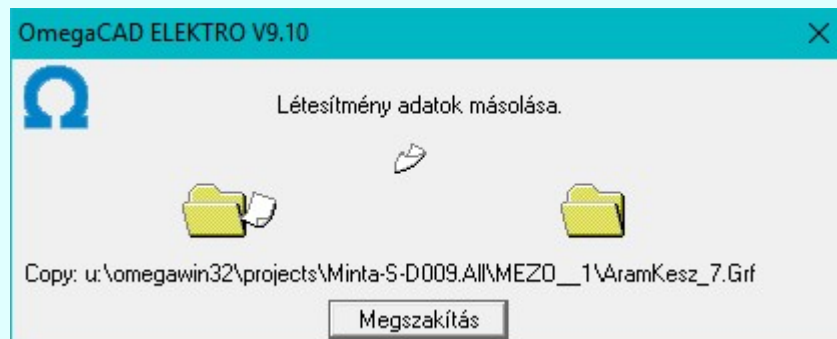 OmegaCAD ELEKTRO V9.10
Létesítmény adatok másolása.
Copy: u:\omegawin32\projects\Minta-S-D009.All\MEZO__1\AramKesz_7.Grf
Megszakítás